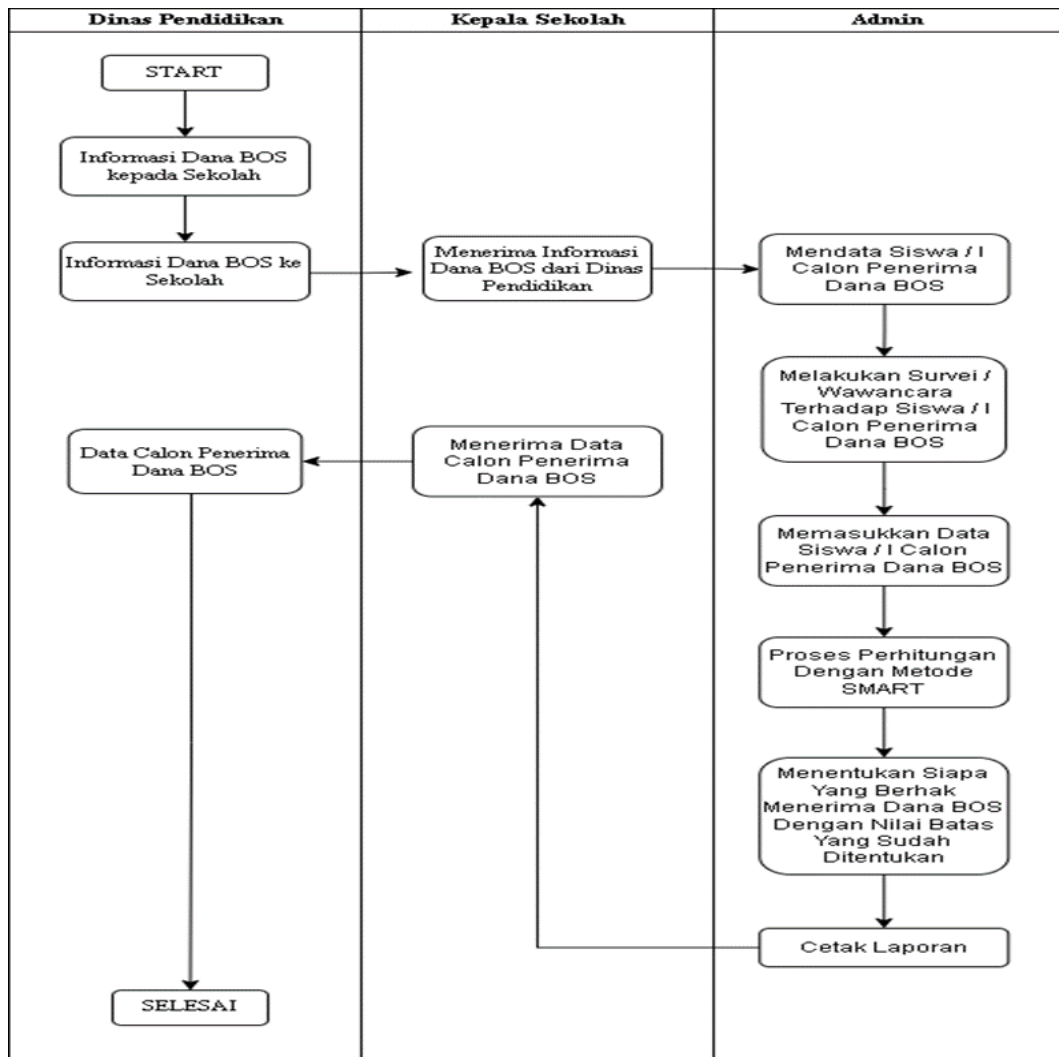 Dinas Pendidikan
Kepala Sekolah
Admin
START
Informasi Dana BOS
kepada Sekolah
Informasi Dana BOS ke
Sekolah
Menerima Informasi
Dana BOS dari Dinas
Pendidikan
Mendata Siswa / I
Calon Penerima
Dana BOS
Melakukan Survei /
Wawancara
Terhadap Siswa / I
Calon Penerima
Dana BOS
Data Calon Penerima
Dana BOS
Menerima Data
Calon Penerima
Dana BOS
Memasukkan Data
Siswa / I Calon
Penerima Dana BOS
Proses Perhitungan
Dengan Metode
SMART
Menentukan Siapa
Yang Berhak
Menerima Dana BOS
Dengan Nilai Batas
Yang Sudah
Ditentukan
Cetak Laporan
SELESAI